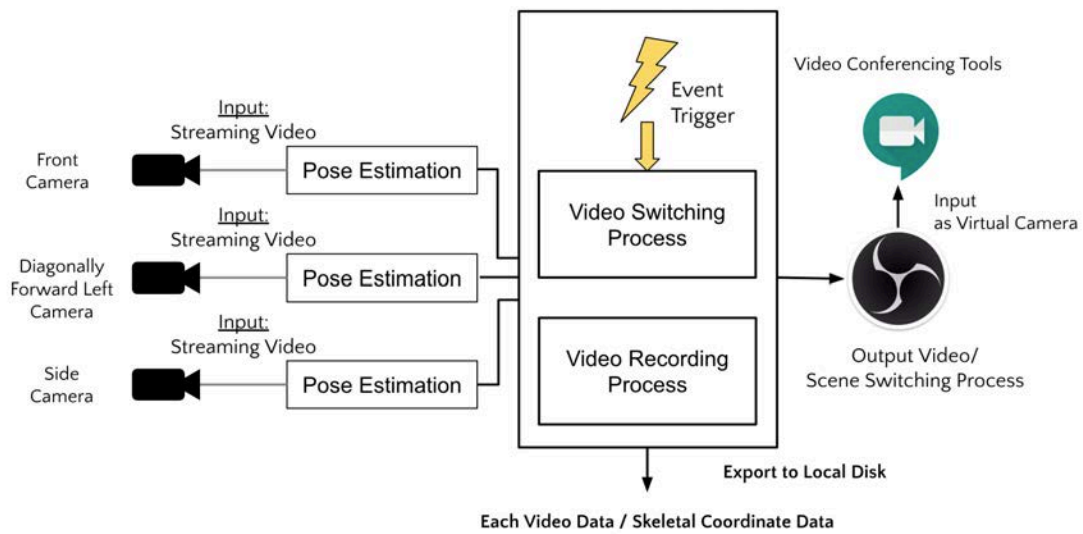 Front
Camera
Input:
Streaming Video
Pose Estimation
Diagonally
Forward Left
Camera
Input:
Streaming Video
Pose Estimation
Side
Camera
Input:
Streaming Video
Pose Estimation
Event
Trigger
Video Switching
Process
Video Recording
Process
Video Conferencing Tools
Input
as Virtual Camera
Output Video/
Scene Switching Process
Export to Local Disk
Each Video Data / Skeletal Coordinate Data